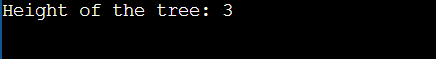 Height of the tree: 3